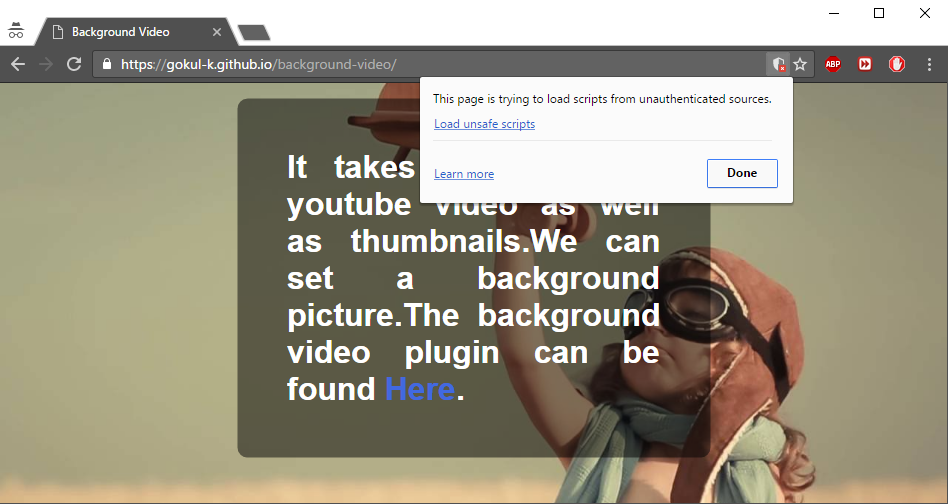 Background Video
https://gokul-k.github.io/background-video/
ABP
This page is trying to load scripts from unauthenticated sources.
Load unsafe scripts
Learn more
Done
It takes
youtube video as well
as thumbnails.We can
set a background
picture.The background
video plugin can be
found Here.